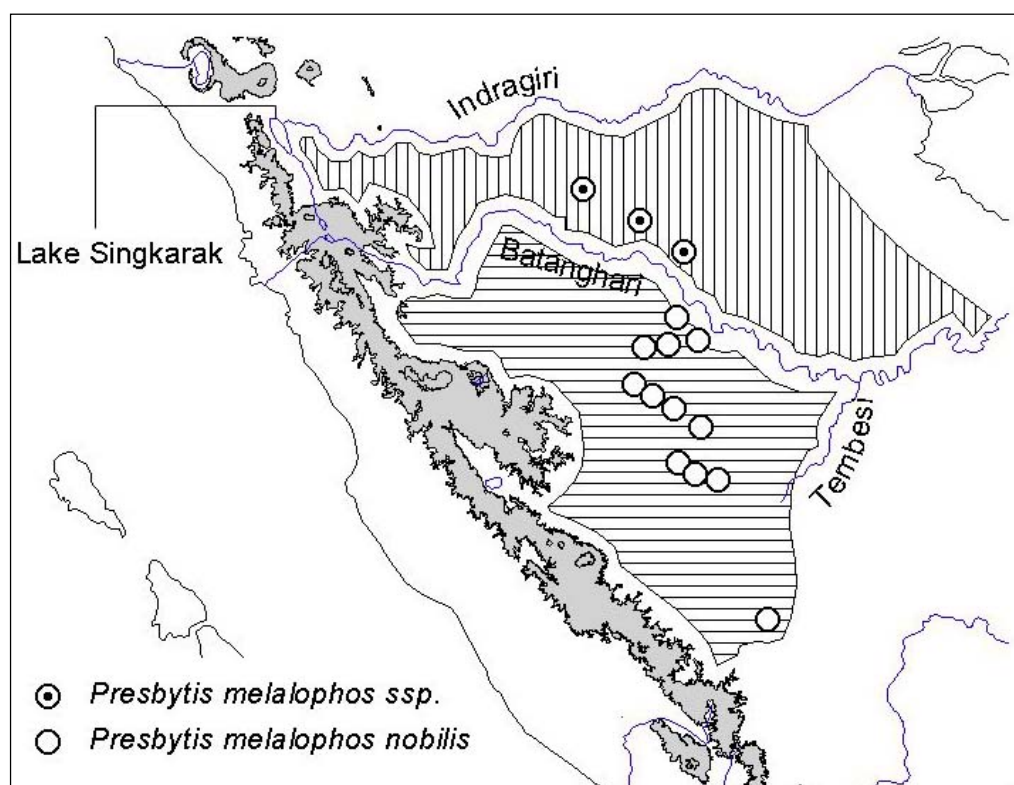 Indragiri
Lake Singkarak
Batanghari
Tembesi
Presbytis melalophos ssp.
Presbytis melalophos nobilis